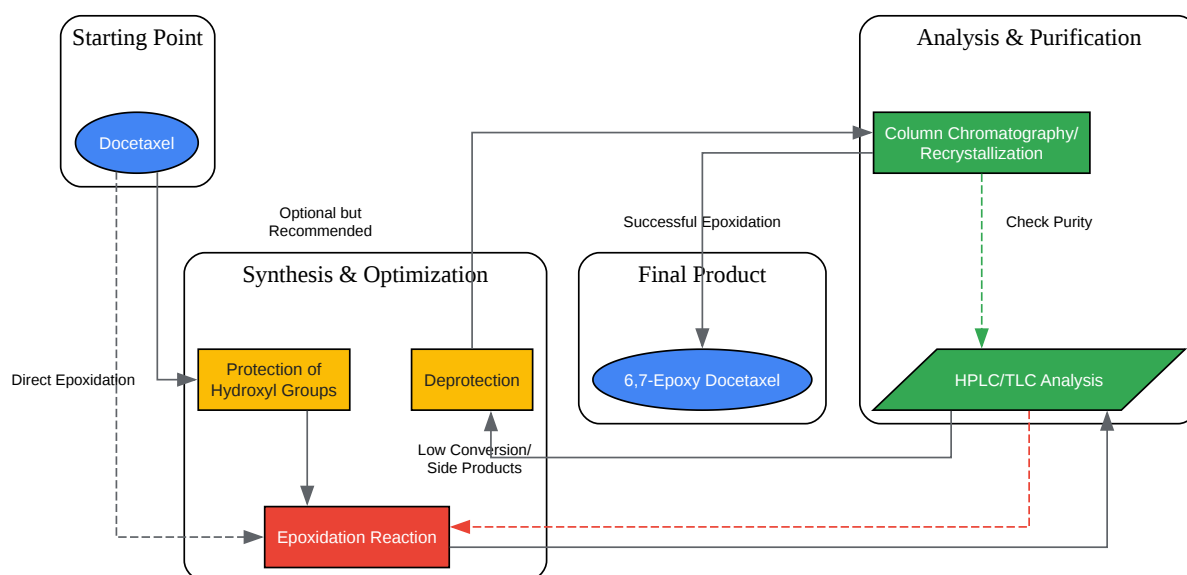 Starting Point
Analysis & Purification
Docetaxel
Column Chromatography/
Recrystallization
Optional but
Recommended
Successful Epoxidation
Check Purity
Synthesis & Optimization
Final Product
Direct Epoxidation
Protection of
Hydroxyl Groups
Deprotection
6,7-Epoxy Docetaxel
HPLC/TLC Analysis
Low Conversion/
Side Products
Epoxidation Reaction